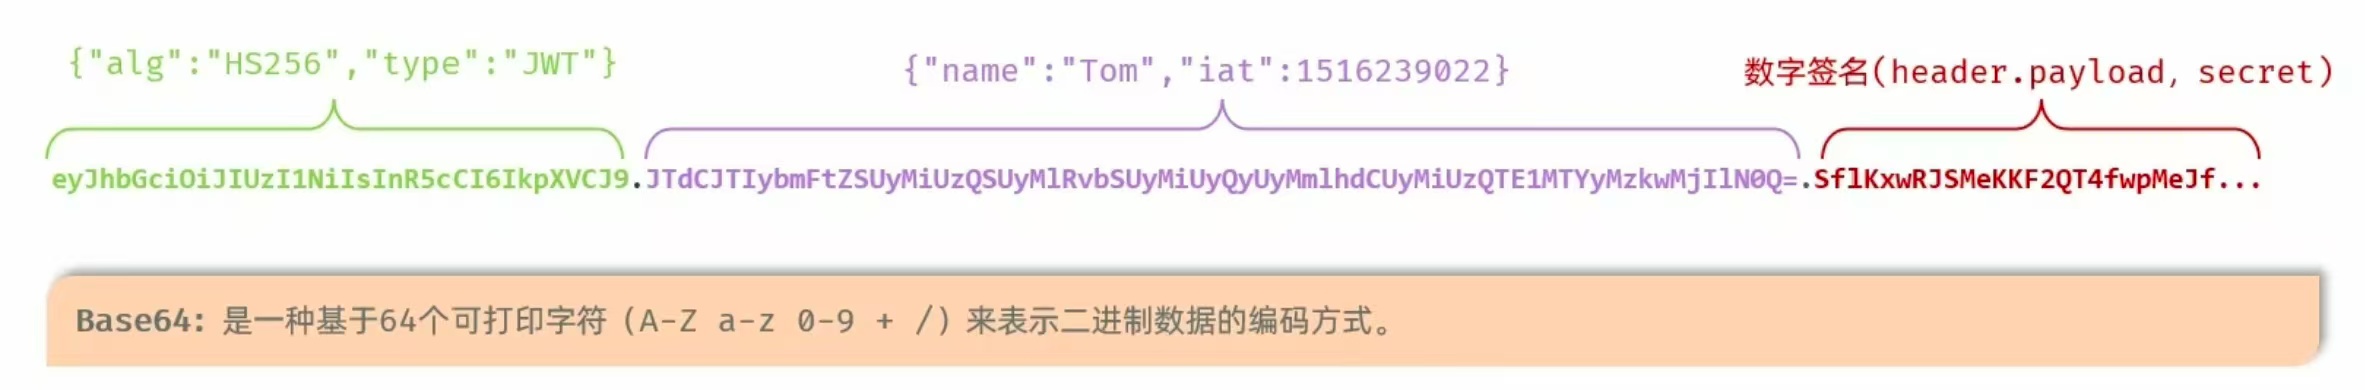 {"alg":"HS256","type":"JWT"}
{"name":"Tom","iat":1516239022}
数字签名(header.payload, secret)
eyJhbGciOiJIUzI1NiIsInR5cCI6IkpXVCJ9.JTdCJTIybmFtZSUyMiUzQSUyMlRvbSUyMiUyQyUyMmlhdCUyMiUzQTE1MTYyMzkwMjIlN0Q=.SflKxwRJSMeKKF2QT4fwpMeJf...
Base64: 是一种基于64个可打印字符（A-Z a-z 0-9 + /）来表示二进制数据的编码方式。